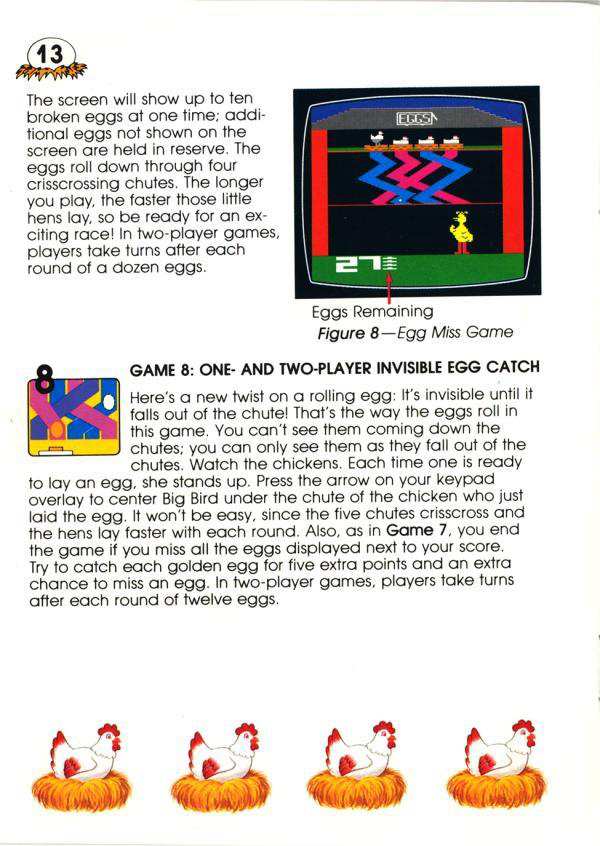 13
The screen will show up to ten
broken eggs at one time; addi-
tional eggs not shown on the
screen are held in reserve. The
eggs roll down through four
crisscrossing chutes. The longer
you play, the faster those little
hens lay, so be ready for an ex-
citing race! In two-player games,
players take turns after each
round of a dozen eggs.
EGGS
27
Eggs Remaining
Figure 8—Egg Miss Game
8
GAME 8: ONE- AND TWO-PLAYER INVISIBLE EGG CATCH
Here's a new twist on a rolling egg: It's invisible until it
falls out of the chute! That's the way the eggs roll in
this game. You can't see them coming down the
chutes; you can only see them as they fall out of the
chutes. Watch the chickens. Each time one is ready
to lay an egg, she stands up. Press the arrow on your keypad
overlay to center Big Bird under the chute of the chicken who just
laid the egg. It won't be easy, since the five chutes crisscross and
the hens lay faster with each round. Also, as in Game 7, you end
the game if you miss all the eggs displayed next to your score.
Try to catch each golden egg for five extra points and an extra
chance to miss an egg. In two-player games, players take turns
after each round of twelve eggs.